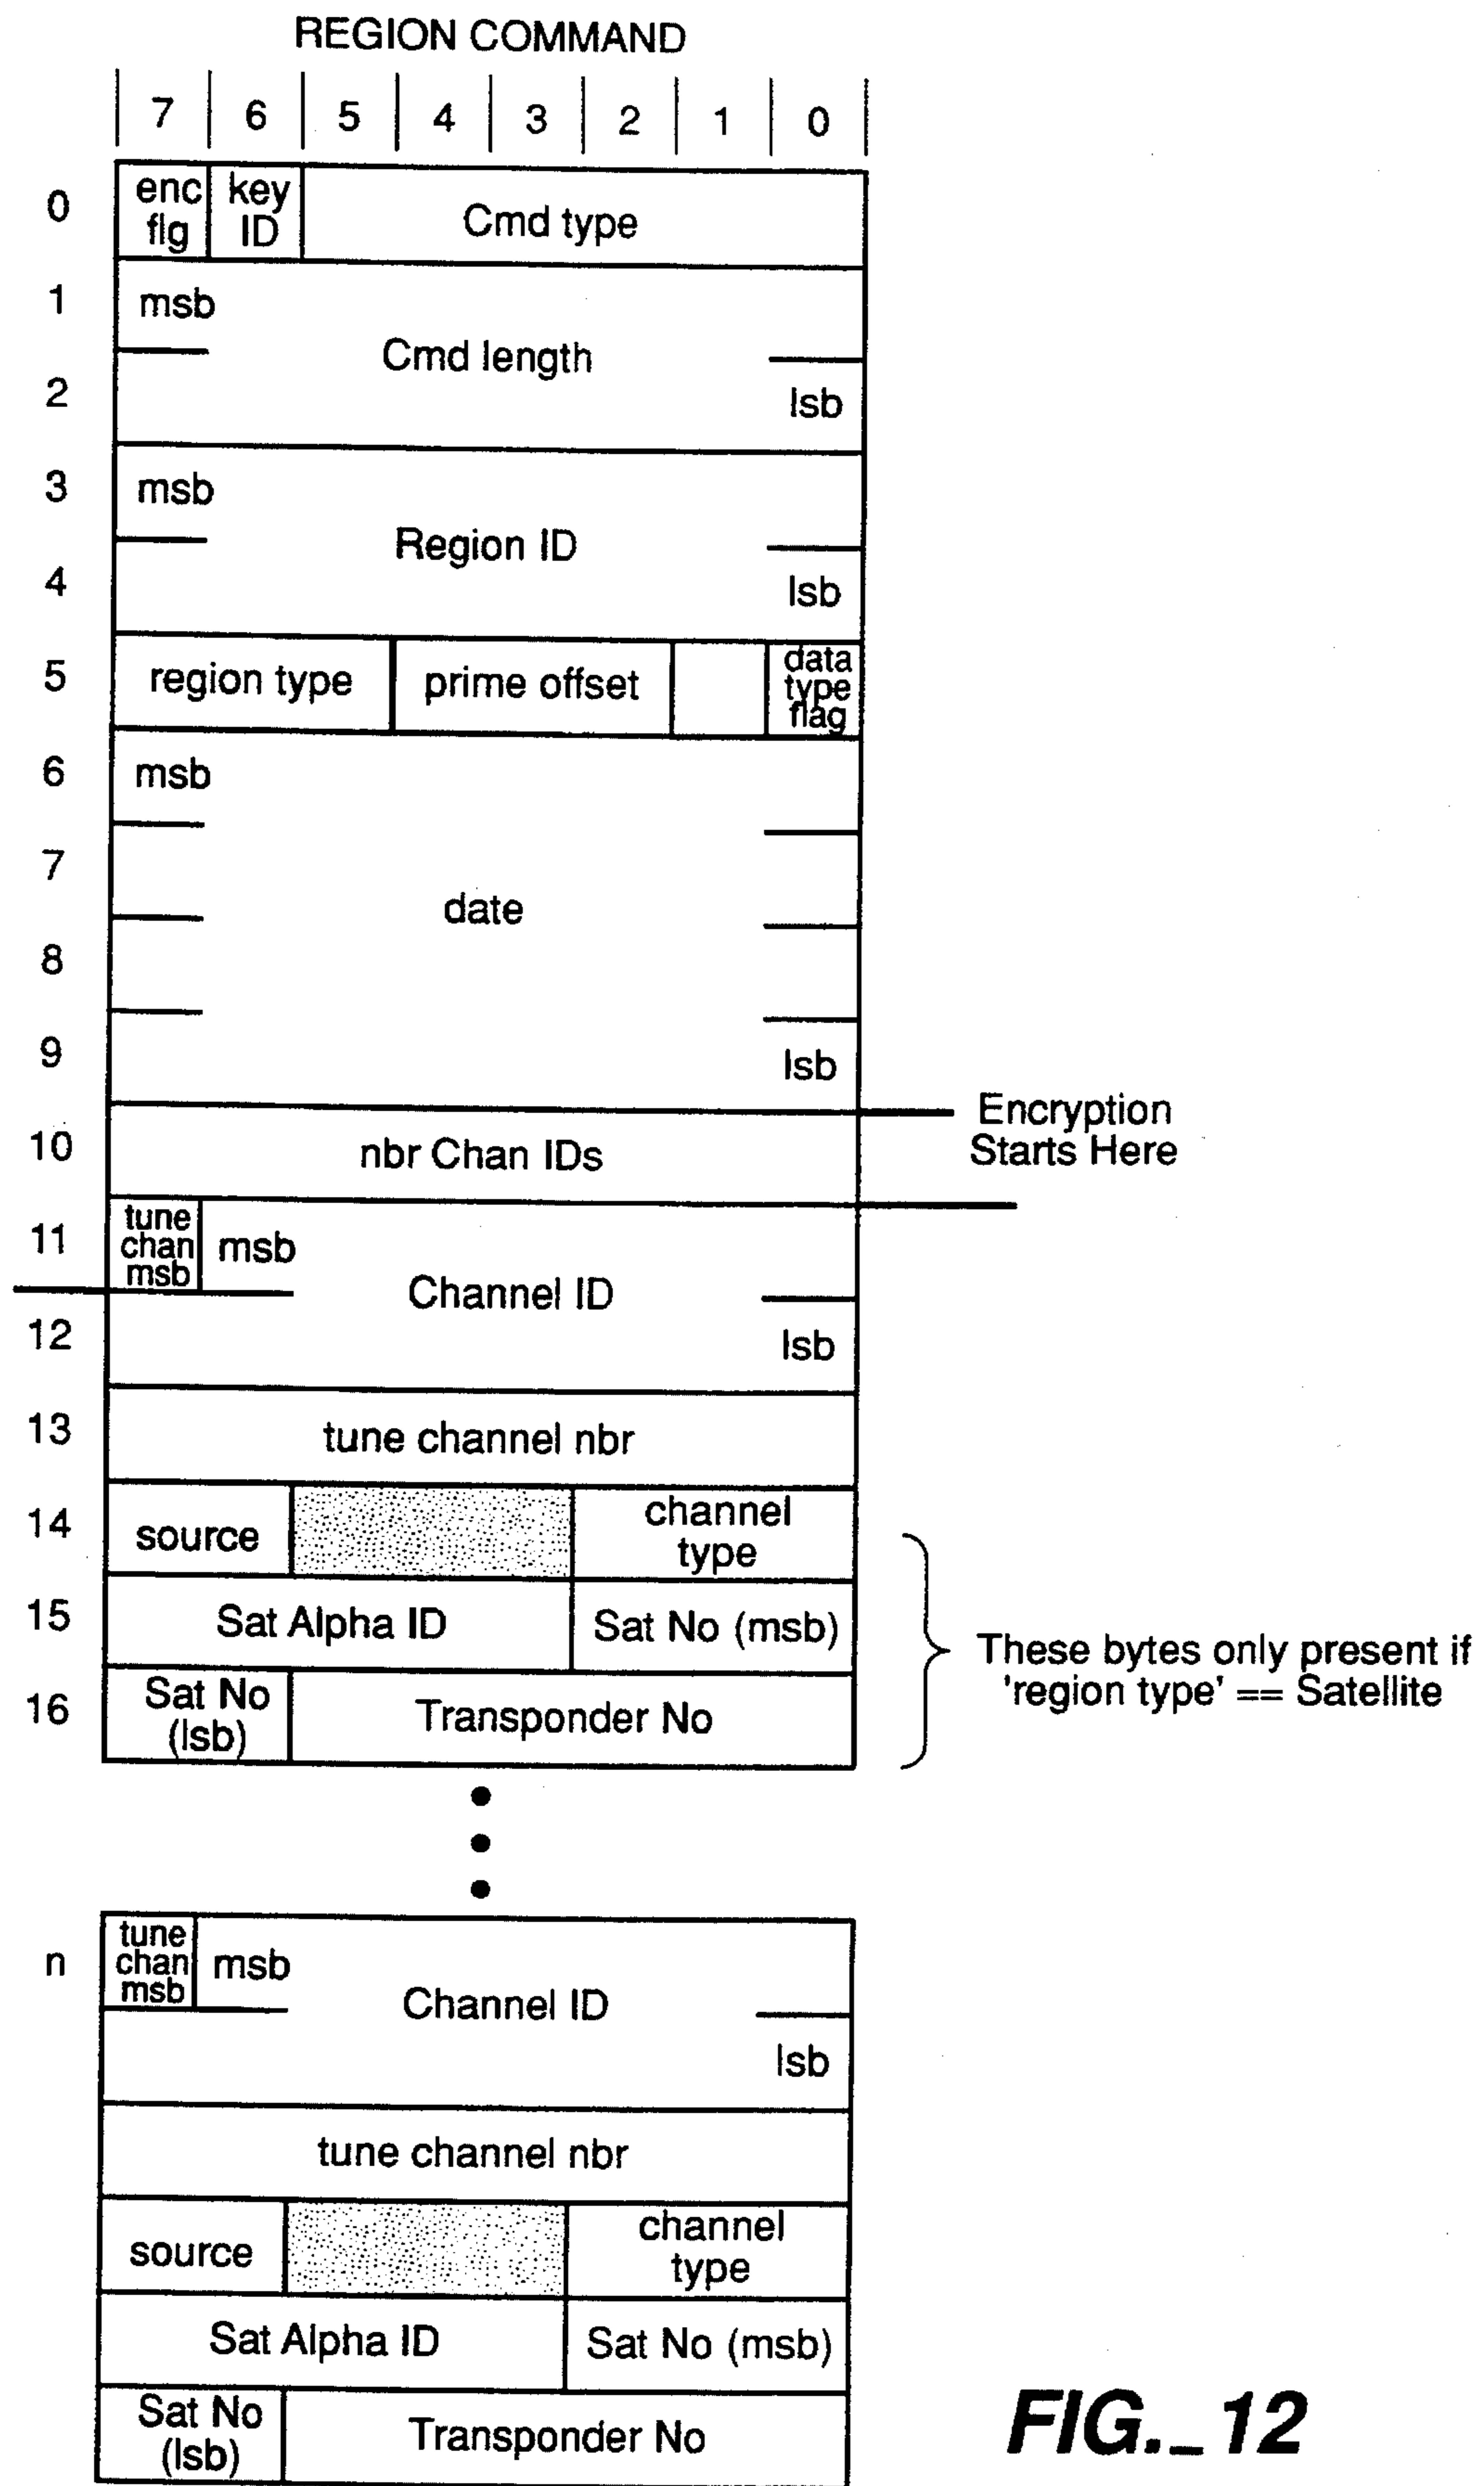 REGION COMMAND
7 6 5 4 3 2 1 0
0 enc flg key ID Cmd type
1 msb
Cmd length
2 lsb
3 msb
Region ID
4 lsb
5 region type prime offset data type flag
6 msb
7
date
8
9 lsb
Encryption
Starts Here
10 nbr Chan IDs
11 tune chan msb msb
Channel ID
12 lsb
13 tune channel nbr
14 source channel type
15 Sat Alpha ID Sat No (msb)
These bytes only present if
'region type' == Satellite
16 Sat No (lsb) Transponder No
n tune chan msb msb
Channel ID
lsb
tune channel nbr
source channel type
Sat Alpha ID Sat No (msb)
Sat No (lsb) Transponder No
FIG._12